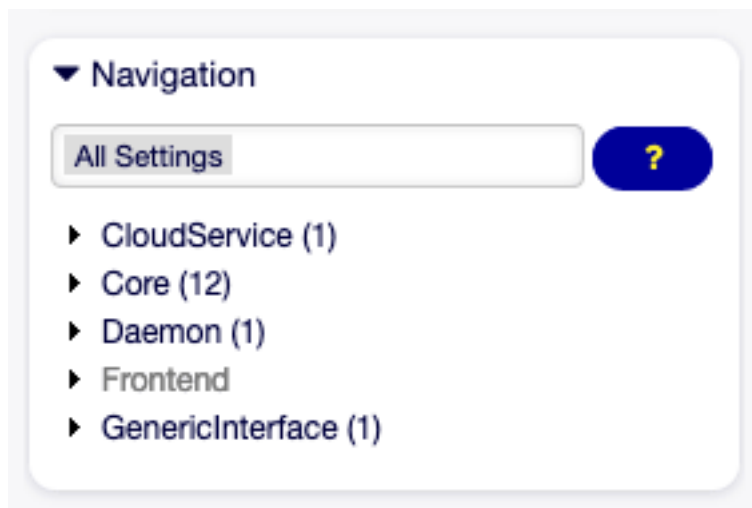 Navigation
All Settings
?
CloudService (1)
Core (12)
Daemon (1)
Frontend
GenericInterface (1)